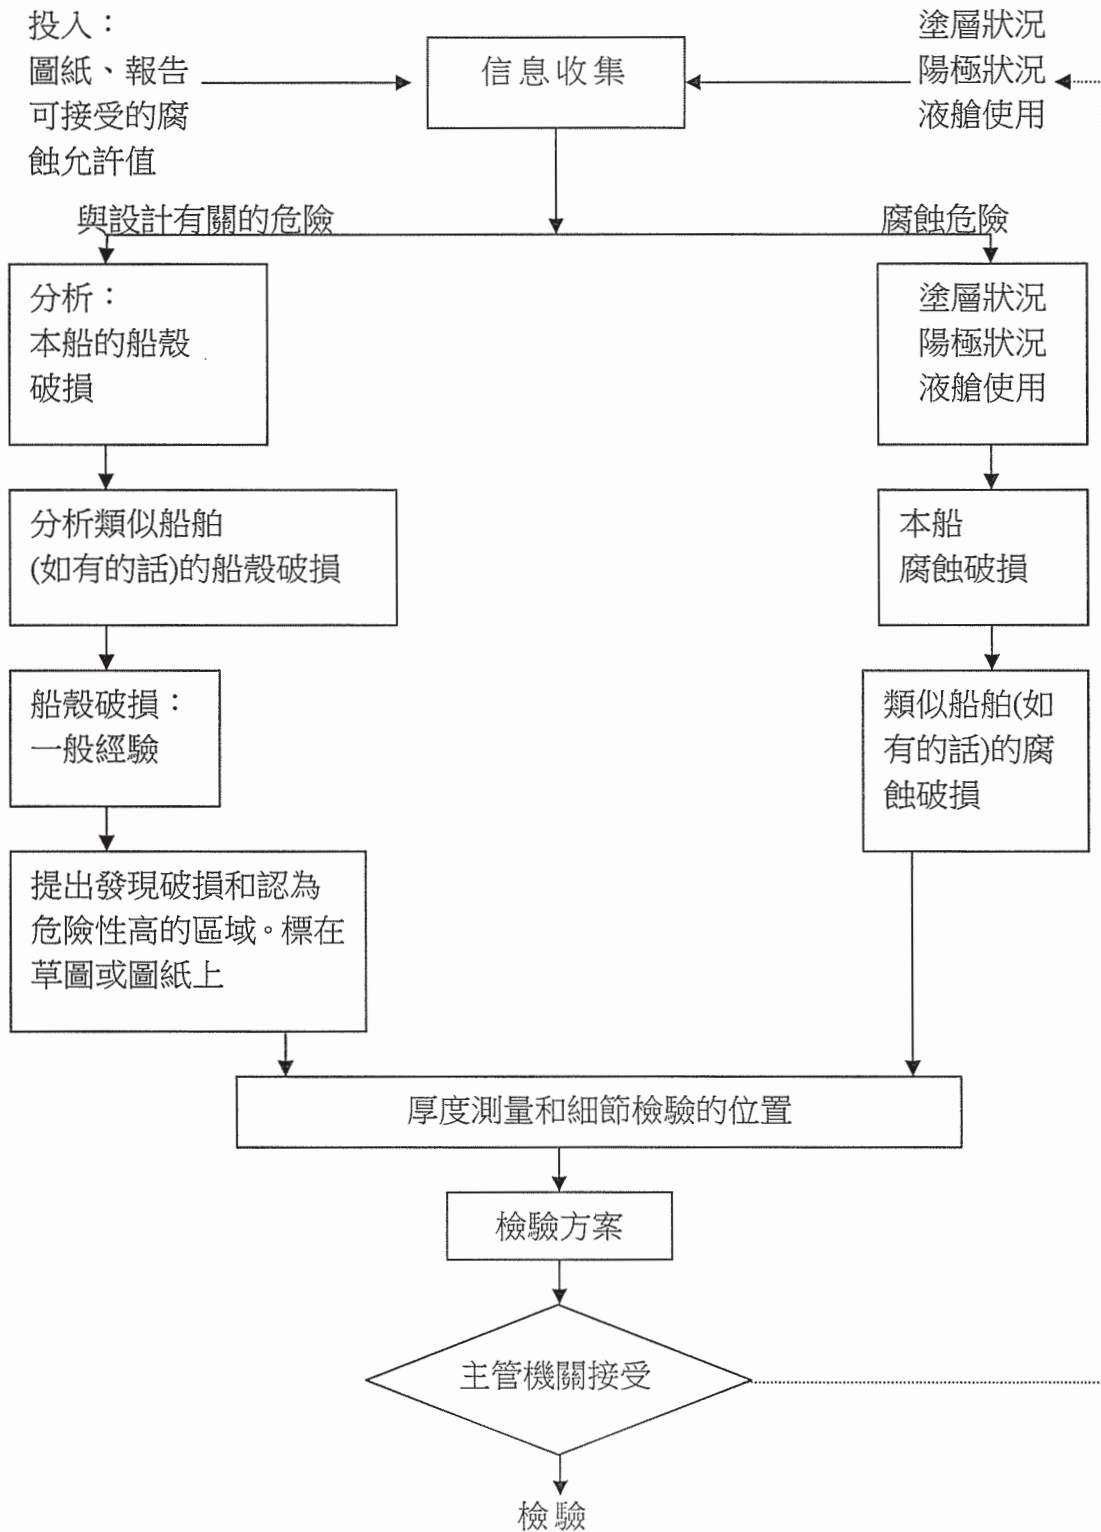 投入：
圖紙、報告
可接受的腐
蝕允許值
信息收集
塗層狀況
陽極狀況
液艙使用
與設計有關的危險
腐蝕危險
分析：
本船的船殼
破損
塗層狀況
陽極狀況
液艙使用
分析類似船舶
(如有的話)的船殼破損
本船
腐蝕破損
船殼破損：
一般經驗
類似船舶(如
有的話)的腐
蝕破損
提出發現破損和認為
危險性高的區域。標在
草圖或圖紙上
厚度測量和細節檢驗的位置
檢驗方案
主管機關接受
檢驗